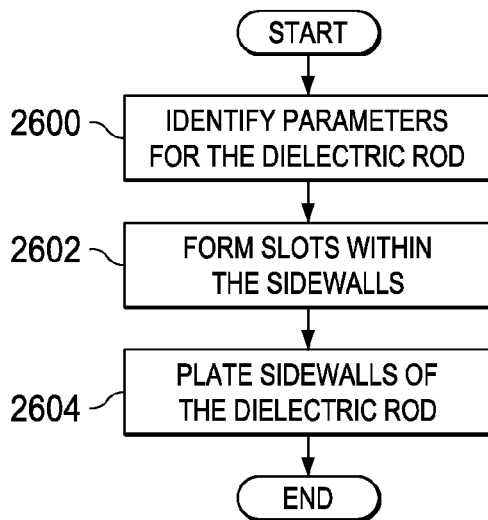 START
2600
IDENTIFY PARAMETERS
FOR THE DIELECTRIC ROD
2602
FORM SLOTS WITHIN
THE SIDEWALLS
2604
PLATE SIDEWALLS OF
THE DIELECTRIC ROD
END